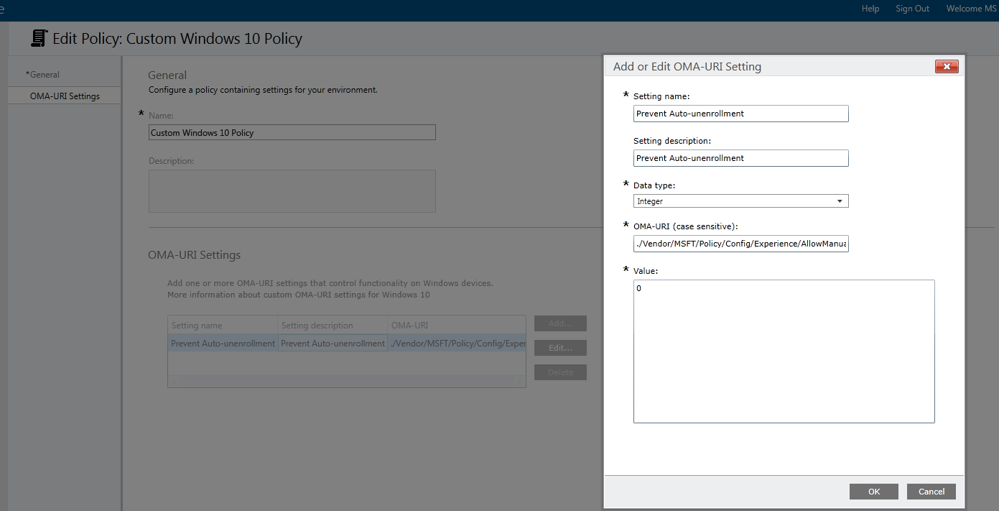 e
Help Sign Out Welcome MS
Edit Policy: Custom Windows 10 Policy
*General
OMA-URI Settings
General
Configure a policy containing settings for your environment.
* Name:
Custom Windows 10 Policy
Description:
OMA-URI Settings
Add one or more OMA-URI settings that control functionality on Windows devices.
More information about custom OMA-URI settings for Windows 10
Setting name Setting description OMA-URI
Prevent Auto-unenrollment Prevent Auto-unenrollment ./Vendor/MSFT/Policy/Config/Exper
Add...
Edit...
Delete
Add or Edit OMA-URI Setting
* Setting name:
Prevent Auto-unenrollment
Setting description:
Prevent Auto-unenrollment
* Data type:
Integer
* OMA-URI (case sensitive):
./Vendor/MSFT/Policy/Config/Experience/AllowManua
* Value:
0
OK Cancel